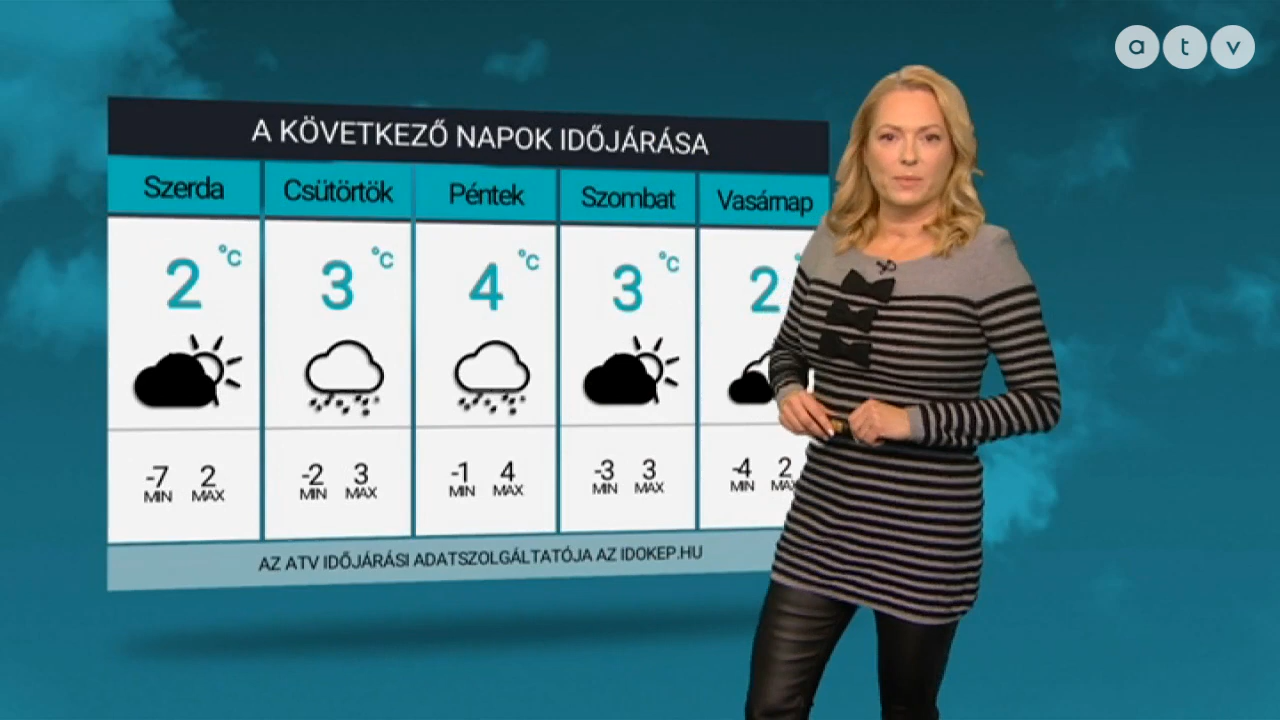 a t v
A KÖVETKEZŐ NAPOK IDŐJÁRÁSA
Szerda Csütörtök Péntek Szombat Vasárnap
2 °C 3 °C 4 °C 3 °C 2 °
-7 2 -2 3 -1 4 -3 3 -4 2
MIN MAX MIN MAX MIN MAX MIN MAX MIN MAX
AZ ATV IDŐJÁRÁSI ADATSZOLGÁLTATÓJA AZ IDOKEP.HU